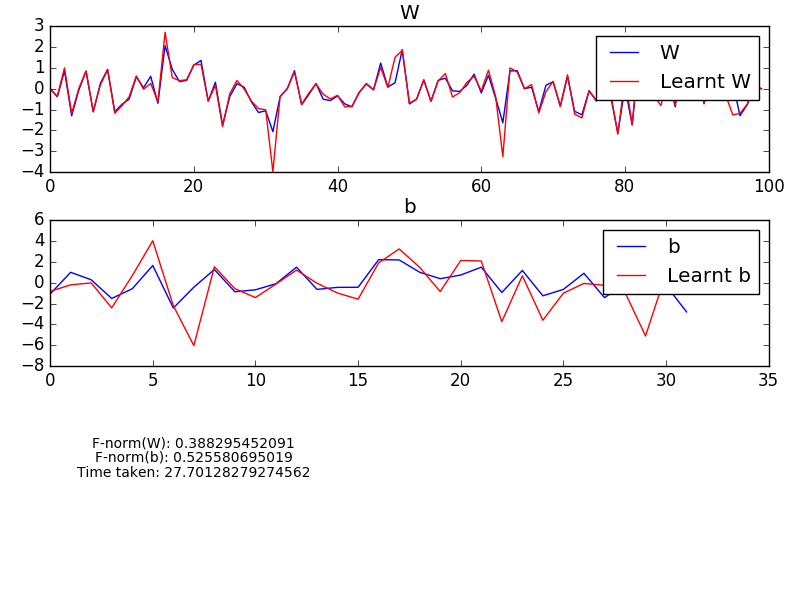 W
3
2
1
0
−1
−2
−3
−4
0 20 40 60 80 100
W
Learnt W
b
6
4
2
0
−2
−4
−6
−8
0 5 10 15 20 25 30 35
b
Learnt b
F-norm(W): 0.388295452091
F-norm(b): 0.525580695019
Time taken: 27.70128279274562